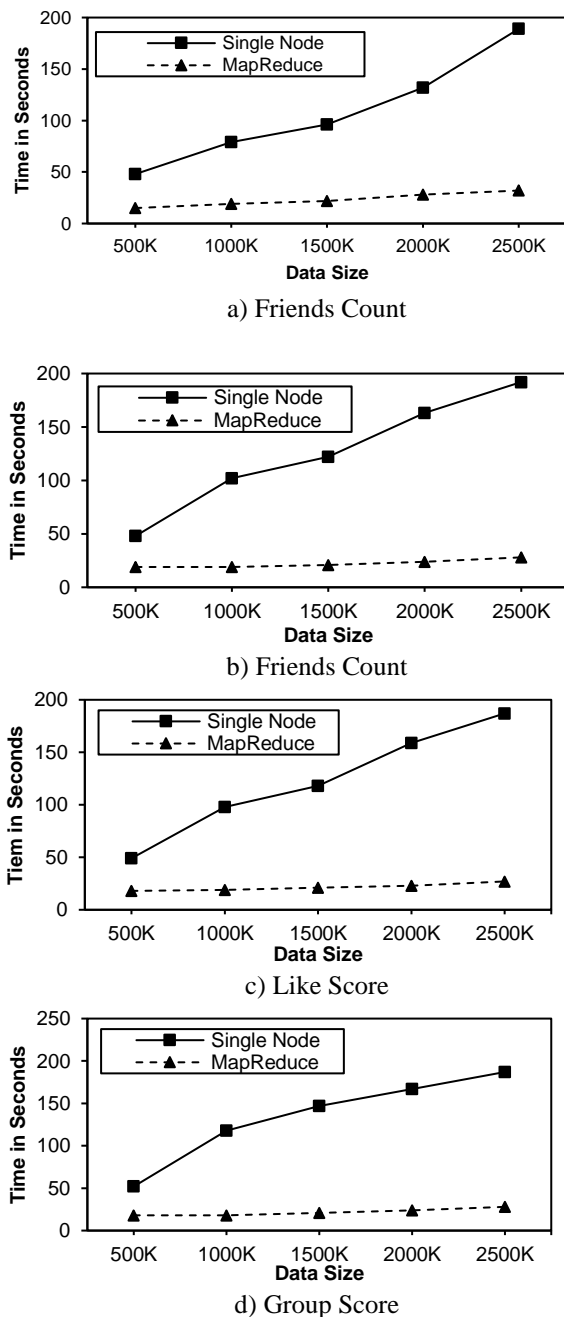 200
Single Node
MapReduce
150
100
50
0
Time in Seconds
500K 1000K 1500K 2000K 2500K
Data Size
a) Friends Count
200
Single Node
MapReduce
150
100
50
0
Time in Seconds
500K 1000K 1500K 2000K 2500K
Data Size
b) Friends Count
200
Single Node
MapReduce
150
100
50
0
Tiem in Seconds
500K 1000K 1500K 2000K 2500K
Data Size
c) Like Score
250
Single Node
MapReduce
200
150
100
50
0
Time in Seconds
500K 1000K 1500K 2000K 2500K
Data Size
d) Group Score